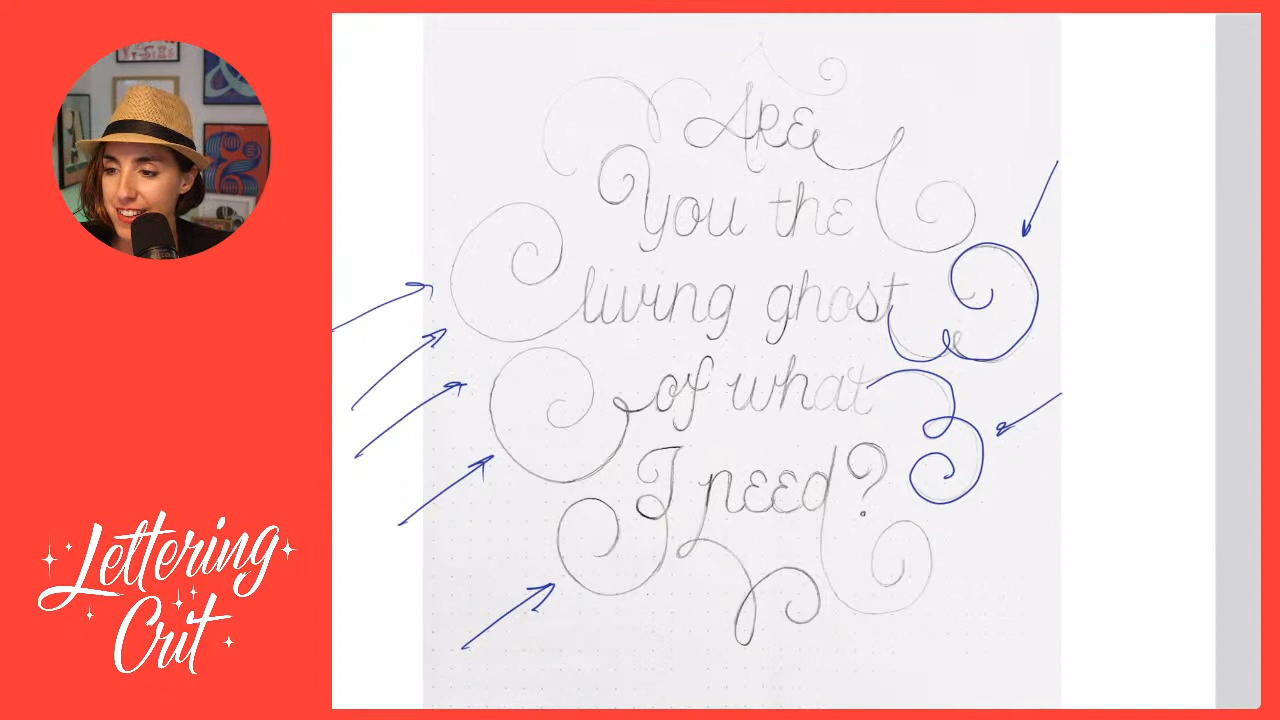 Are
You the
living ghost
of what
I need?
Lettering
Crit